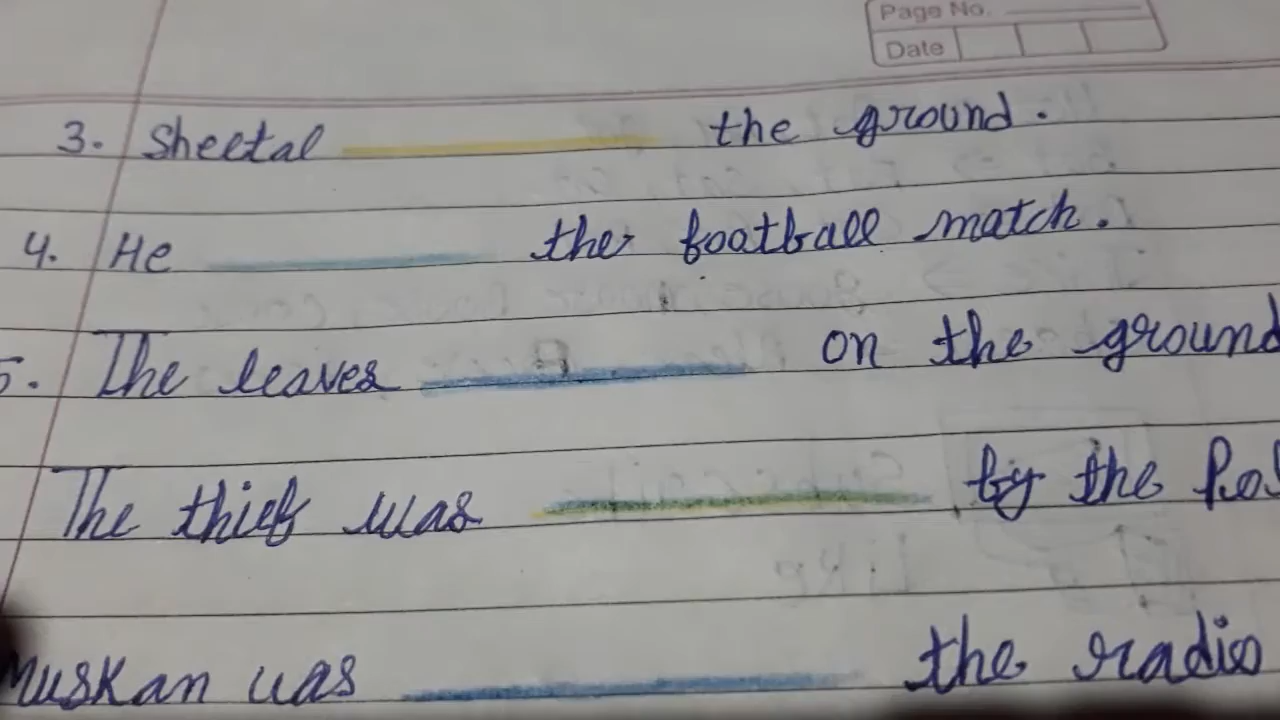 Page No.
Date
3. Sheetal the ground.
4. He the football match.
5. The leaves on the ground
The thief was by the
Muskan was the radio